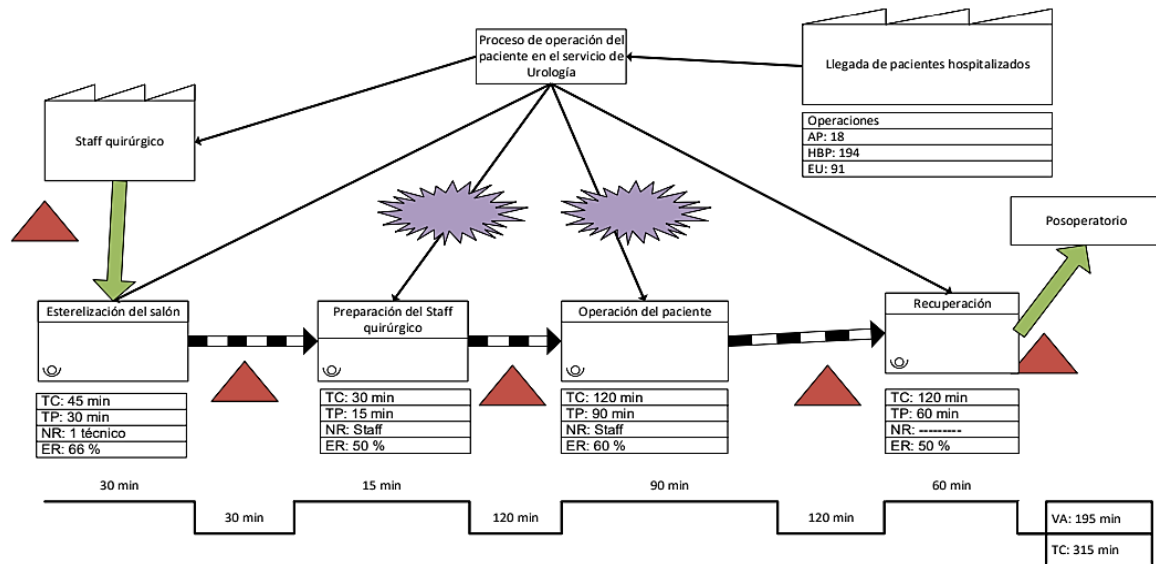 Proceso de operación del
paciente en el servicio de
Urología
Llegada de pacientes hospitalizados
Operaciones
AP: 18
HBP: 194
EU: 91
Staff quirúrgico
Posoperatorio
Esterelización del salón
TC: 45 min
TP: 30 min
NR: 1 técnico
ER: 66 %
Preparación del Staff
quirúrgico
TC: 30 min
TP: 15 min
NR: Staff
ER: 50 %
Operación del paciente
TC: 120 min
TP: 90 min
NR: Staff
ER: 60 %
Recuperación
TC: 120 min
TP: 60 min
NR: ---------
ER: 50 %
30 min
30 min
15 min
120 min
90 min
120 min
60 min
VA: 195 min
TC: 315 min